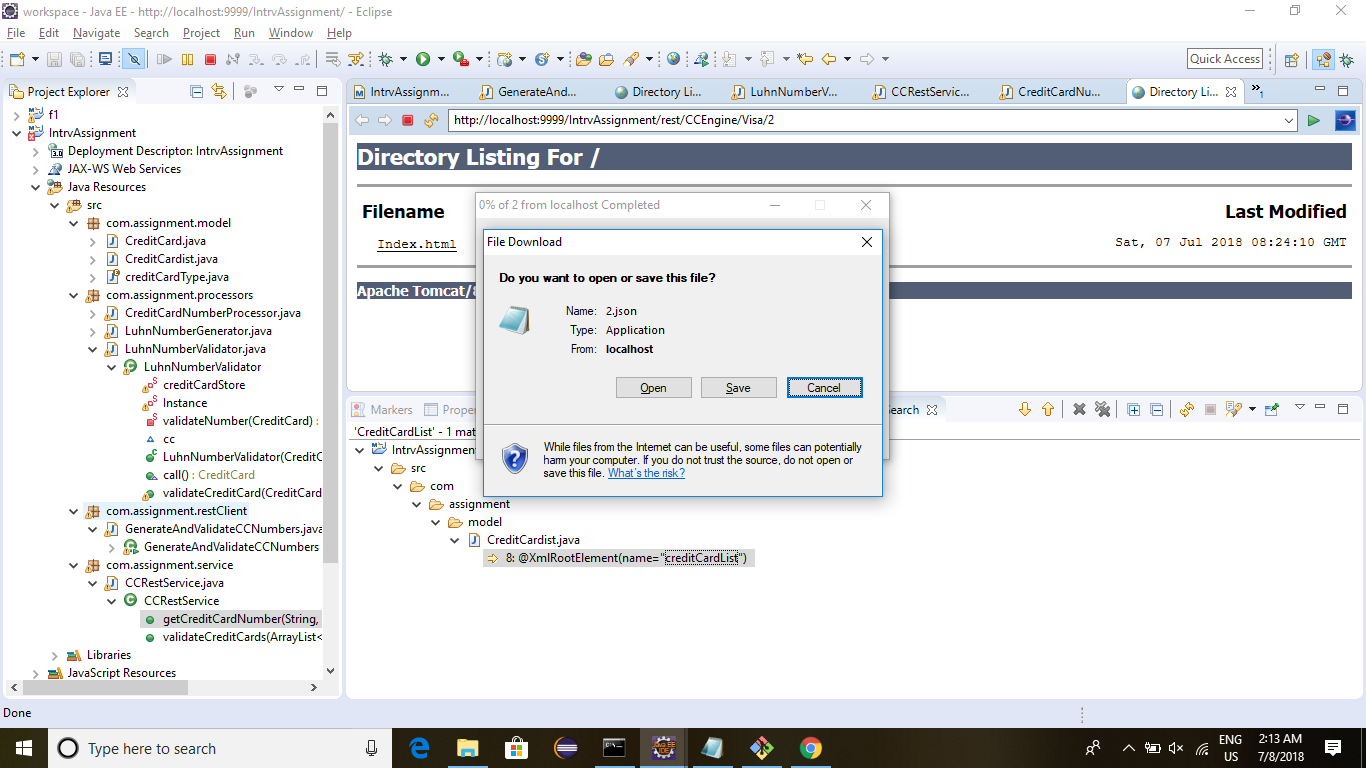 workspace - Java EE - http://localhost:9999/IntrvAssignment/ - Eclipse
File Edit Navigate Search Project Run Window Help
Quick Access
Project Explorer
f1
IntrvAssignment
Deployment Descriptor: IntrvAssignment
JAX-WS Web Services
Java Resources
src
com.assignment.model
CreditCard.java
CreditCardist.java
creditCardType.java
com.assignment.processors
CreditCardNumberProcessor.java
LuhnNumberGenerator.java
LuhnNumberValidator.java
LuhnNumberValidator
creditCardStore
Instance
validateNumber(CreditCard) :
cc
LuhnNumberValidator(CreditC
call() : CreditCard
validateCreditCard(CreditCard
com.assignment.restClient
GenerateAndValidateCCNumbers.java
GenerateAndValidateCCNumbers
com.assignment.service
CCRestService.java
CCRestService
getCreditCardNumber(String,
validateCreditCards(ArrayList<
Libraries
JavaScript Resources
IntrvAssignm... GenerateAnd... Directory Li... LuhnNumberV... CCRestServic... CreditCardNu... Directory Li... »1
http://localhost:9999/IntrvAssignment/rest/CCEngine/Visa/2
Directory Listing For /
Filename Last Modified
Index.html Sat, 07 Jul 2018 08:24:10 GMT
Apache Tomcat/8
0% of 2 from localhost Completed
File Download
Do you want to open or save this file?
Name: 2.json
Type: Application
From: localhost
Open Save Cancel
While files from the Internet can be useful, some files can potentially
harm your computer. If you do not trust the source, do not open or
save this file. What's the risk?
Markers Proper earch
'CreditCardList' - 1 mat
IntrvAssignment
src
com
assignment
model
CreditCardist.java
8: @XmlRootElement(name="creditCardList")
Done
Type here to search
JAVA EE
IDE
ENG
US
2:13 AM
7/8/2018